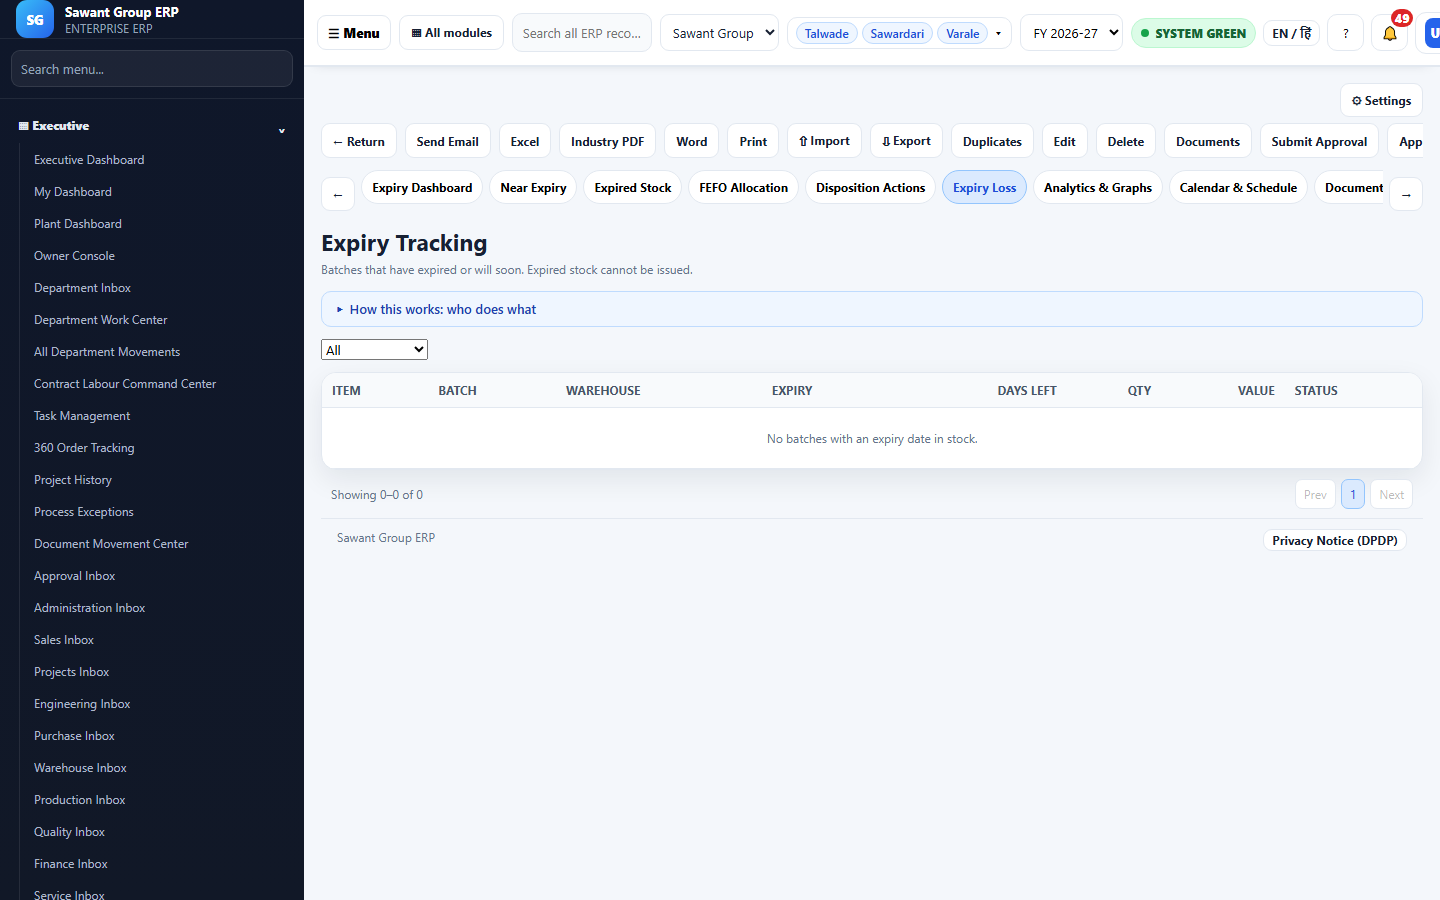 SG
Sawant Group ERP
ENTERPRISE ERP
Search menu...
Executive
Executive Dashboard
My Dashboard
Plant Dashboard
Owner Console
Department Inbox
Department Work Center
All Department Movements
Contract Labour Command Center
Task Management
360 Order Tracking
Project History
Process Exceptions
Document Movement Center
Approval Inbox
Administration Inbox
Sales Inbox
Projects Inbox
Engineering Inbox
Purchase Inbox
Warehouse Inbox
Production Inbox
Quality Inbox
Finance Inbox
Service Inbox
☰ Menu
All modules
Search all ERP reco...
Sawant Group
Talwade
Sawardari
Varale
FY 2026-27
SYSTEM GREEN
EN / हिं
?
49
U
⚙ Settings
← Return
Send Email
Excel
Industry PDF
Word
Print
⇧ Import
⇩ Export
Duplicates
Edit
Delete
Documents
Submit Approval
App
←
Expiry Dashboard
Near Expiry
Expired Stock
FEFO Allocation
Disposition Actions
Expiry Loss
Analytics & Graphs
Calendar & Schedule
Document
→
Expiry Tracking
Batches that have expired or will soon. Expired stock cannot be issued.
How this works: who does what
All
ITEM BATCH WAREHOUSE EXPIRY DAYS LEFT QTY VALUE STATUS
No batches with an expiry date in stock.
Showing 0–0 of 0
Prev
1
Next
Sawant Group ERP
Privacy Notice (DPDP)